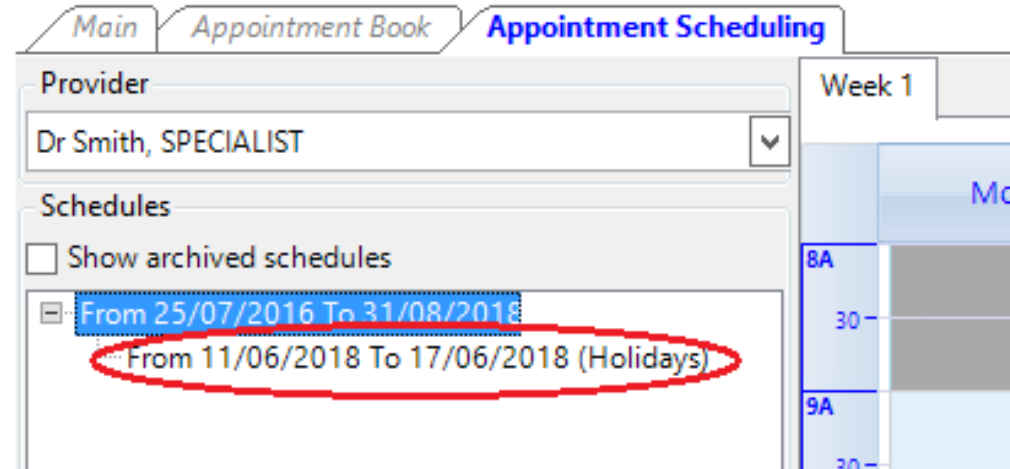 Main Appointment Book Appointment Scheduling
Provider
Week 1
Dr Smith, SPECIALIST
Schedules
Show archived schedules
8A
From 25/07/2016 To 31/08/2018
30
From 11/06/2018 To 17/06/2018 (Holidays)
9A
30